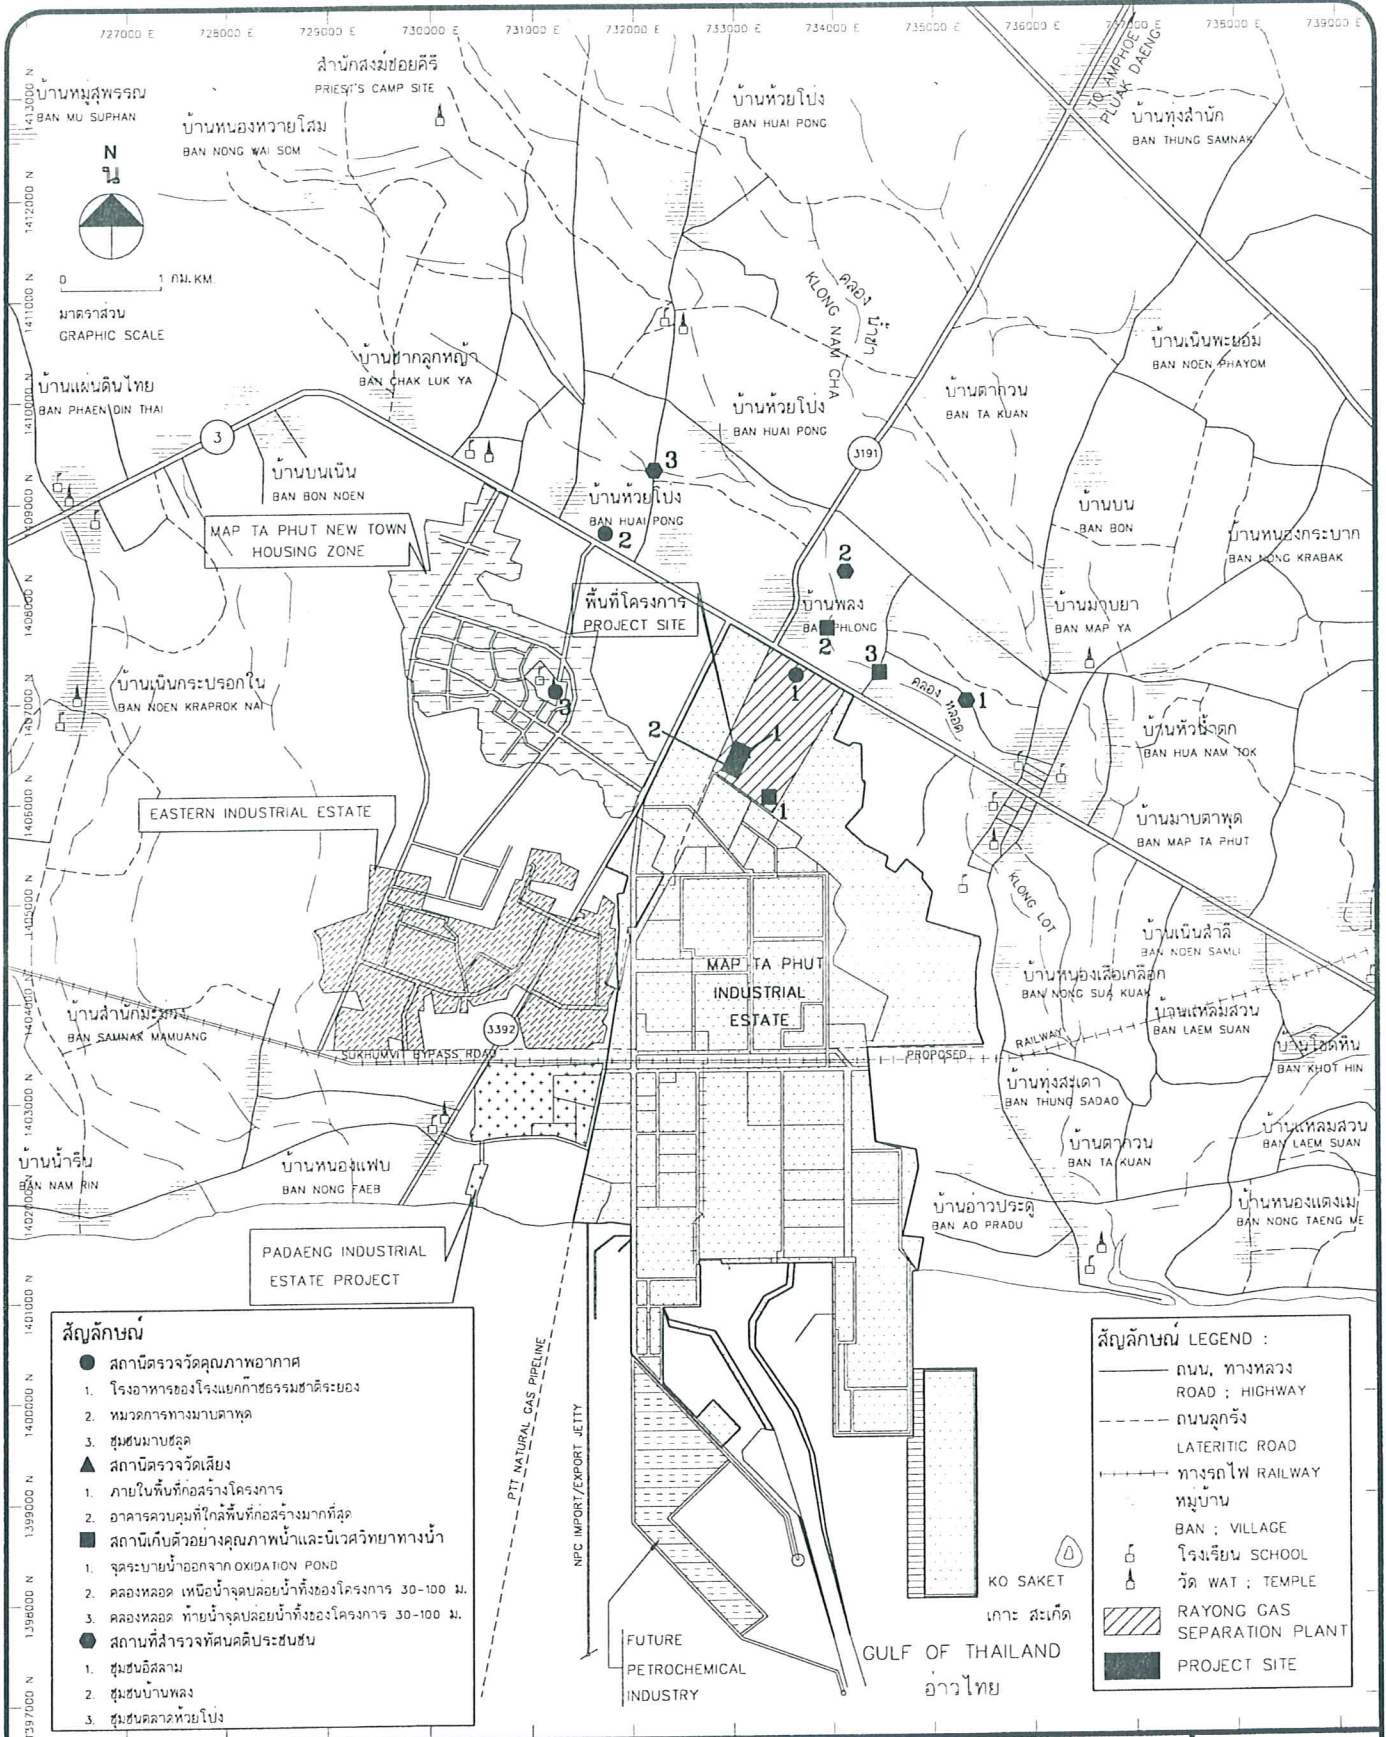 727000 E 728000 E 729000 E 730000 E 731000 E 732000 E 733000 E 734000 E 735000 E 736000 E 737000 E 738000 E 739000 E
1413000 N
1412000 N
1411000 N
1410000 N
1409000 N
1408000 N
1407000 N
1406000 N
1405000 N
1404000 N
1403000 N
1402000 N
1401000 N
1400000 N
1399000 N
1398000 N
1397000 N
บ้านหมู่สุพรรณ
BAN MU SUPHAN
สำนักสงฆ์ซอยคีรี
PRIEST'S CAMP SITE
บ้านหนองหวายโสม
BAN NONG WAI SOM
บ้านห้วยโป่ง
BAN HUAI PONG
TO AMPHOE
PLUAK DAENG
บ้านทุ่งสำนัก
BAN THUNG SAMNAK
N
น
0 1 กม. KM.
มาตราส่วน
GRAPHIC SCALE
คลอง น้ำชา
KLONG NAM CHA
บ้านชากลูกหญ้า
BAN CHAK LUK YA
บ้านแผ่นดินไทย
BAN PHAEN DIN THAI
บ้านเนินพะยอม
BAN NOEN PHAYOM
บ้านตากวน
BAN TA KUAN
บ้านห้วยโป่ง
BAN HUAI PONG
3
3191
บ้านบนเนิน
BAN BON NOEN
3
บ้านห้วยโป่ง
BAN HUAI PONG
2
บ้านบน
BAN BON
บ้านหนองกระบาก
BAN NONG KRABAK
MAP TA PHUT NEW TOWN
HOUSING ZONE
2
พื้นที่โครงการ
PROJECT SITE
บ้านพลง
BAN PHLONG
2
3
บ้านมาบยา
BAN MAP YA
บ้านเนินกระปรอกใน
BAN NOEN KRAPROK NAI
3
1
คลอง หลอด
1
2
1
บ้านหัวน้ำตก
BAN HUA NAM TOK
EASTERN INDUSTRIAL ESTATE
1
บ้านมาบตาพุด
BAN MAP TA PHUT
KLONG LOT
บ้านเนินสำลี
BAN NOEN SAMLI
MAP TA PHUT
INDUSTRIAL
ESTATE
บ้านหนองเสือเกลือก
BAN NONG SUA KUAK
บ้านแหลมสวน
BAN LAEM SUAN
บ้านสำนักมะม่วง
BAN SAMNAK MAMUANG
3392
SUKHUMVIT BYPASS ROAD
PROPOSED
RAILWAY
บ้านโขดหิน
BAN KHOT HIN
บ้านทุ่งสะเดา
BAN THUNG SADAO
บ้านแหลมสวน
BAN LAEM SUAN
บ้านตากวน
BAN TA KUAN
บ้านน้ำริน
BAN NAM RIN
บ้านหนองแฟบ
BAN NONG FAEB
บ้านอ่าวประดู่
BAN AO PRADU
บ้านหนองแตงเม
BAN NONG TAENG ME
PADAENG INDUSTRIAL
ESTATE PROJECT
PTT NATURAL GAS PIPELINE
NPC IMPORT/EXPORT JETTY
สัญลักษณ์
สถานีตรวจวัดคุณภาพอากาศ
1. โรงอาหารของโรงแยกก๊าซธรรมชาติระยอง
2. หมวดการทางมาบตาพุด
3. ชุมชนมาบชลูด
สถานีตรวจวัดเสียง
1. ภายในพื้นที่ก่อสร้างโครงการ
2. อาคารควบคุมที่ใกล้พื้นที่ก่อสร้างมากที่สุด
สถานีเก็บตัวอย่างคุณภาพน้ำและนิเวศวิทยาทางน้ำ
1. จุดระบายน้ำออกจาก OXIDATION POND
2. คลองหลอด เหนือน้ำจุดปล่อยน้ำทิ้งของโครงการ 30-100 ม.
3. คลองหลอด ท้ายน้ำจุดปล่อยน้ำทิ้งของโครงการ 30-100 ม.
สถานที่สำรวจทัศนคติประชนชน
1. ชุมชนอิสลาม
2. ชุมชนบ้านพลง
3. ชุมชนตลาดห้วยโป่ง
FUTURE
PETROCHEMICAL
INDUSTRY
KO SAKET
เกาะ สะเก็ด
GULF OF THAILAND
อ่าวไทย
สัญลักษณ์ LEGEND :
ถนน, ทางหลวง
ROAD ; HIGHWAY
ถนนลูกรัง
LATERITIC ROAD
ทางรถไฟ RAILWAY
หมู่บ้าน
BAN ; VILLAGE
โรงเรียน SCHOOL
วัด WAT ; TEMPLE
RAYONG GAS
SEPARATION PLANT
PROJECT SITE